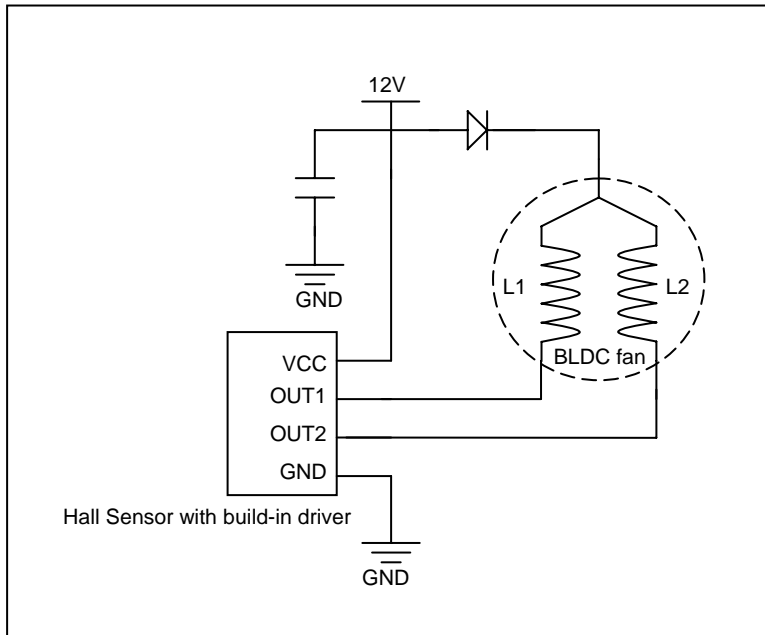 12V
GND
L1
L2
BLDC fan
VCC
OUT1
OUT2
GND
Hall Sensor with build-in driver
GND